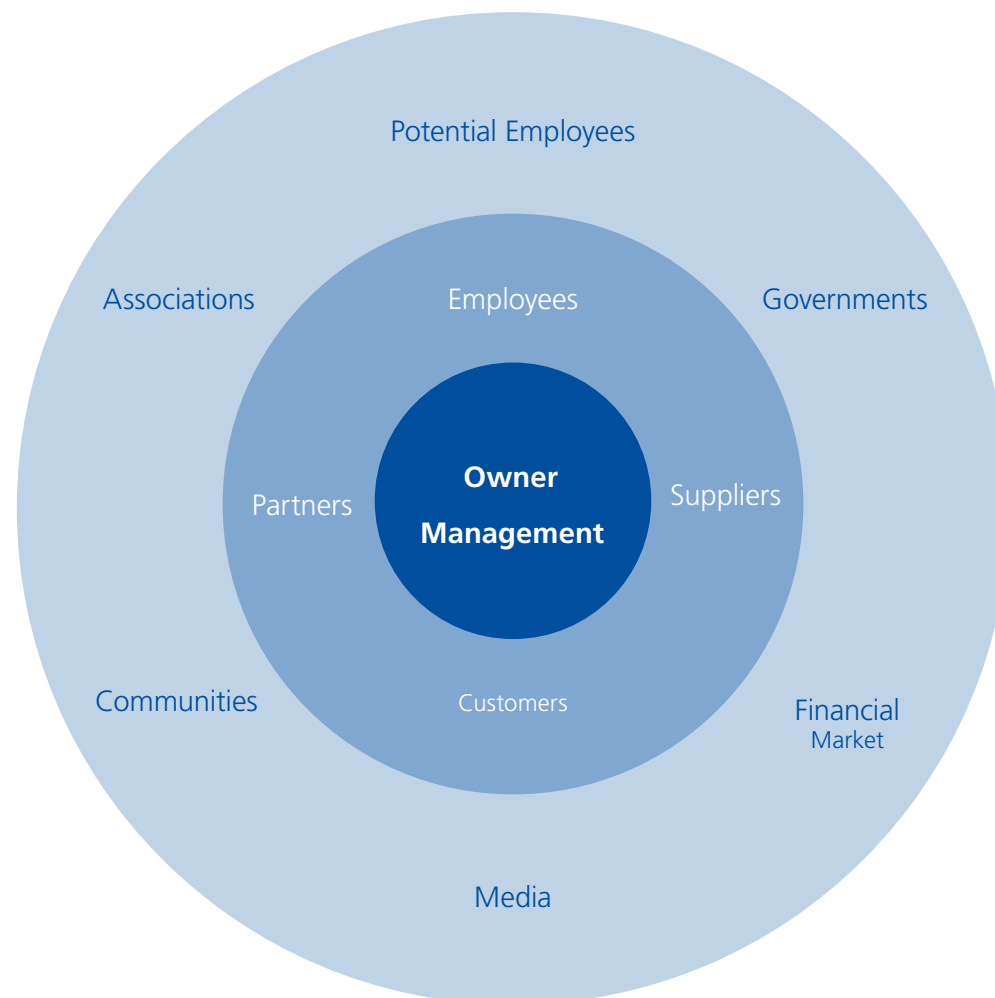 Potential Employees
Associations
Employees
Governments
Owner
Management
Partners
Suppliers
Communities
Customers
Financial
Market
Media